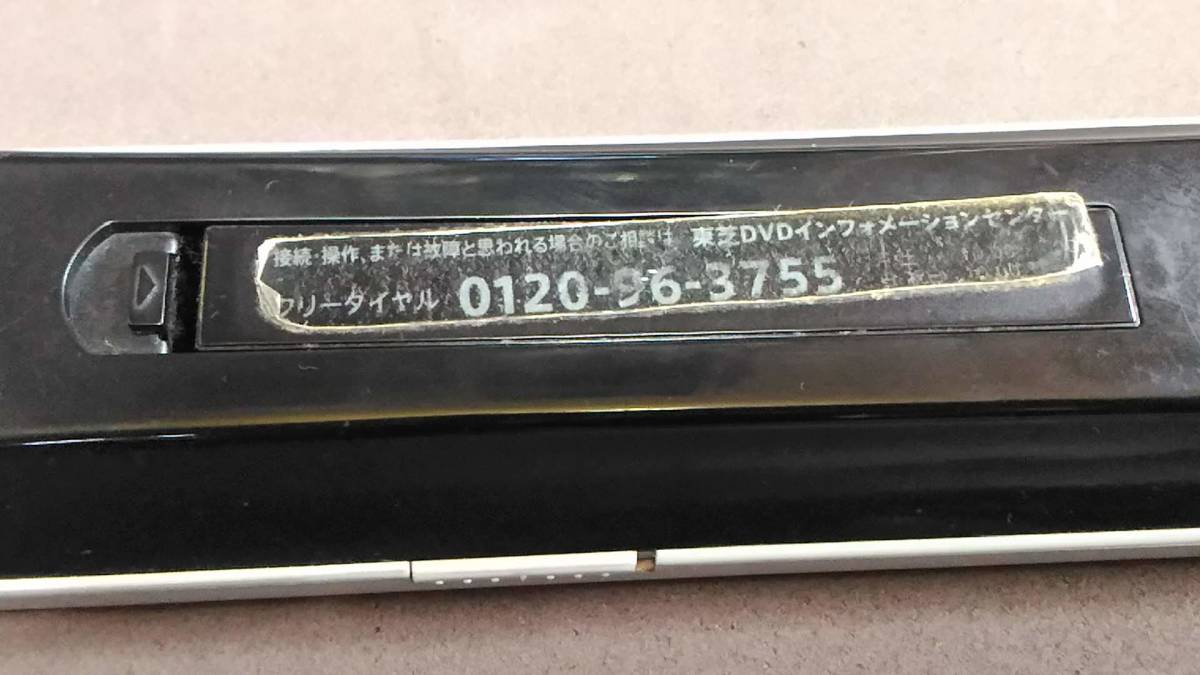 接続・操作、または故障と思われる場合のご相談は 東芝DVDインフォメーションセンター
フリーダイヤル 0120-96-3755